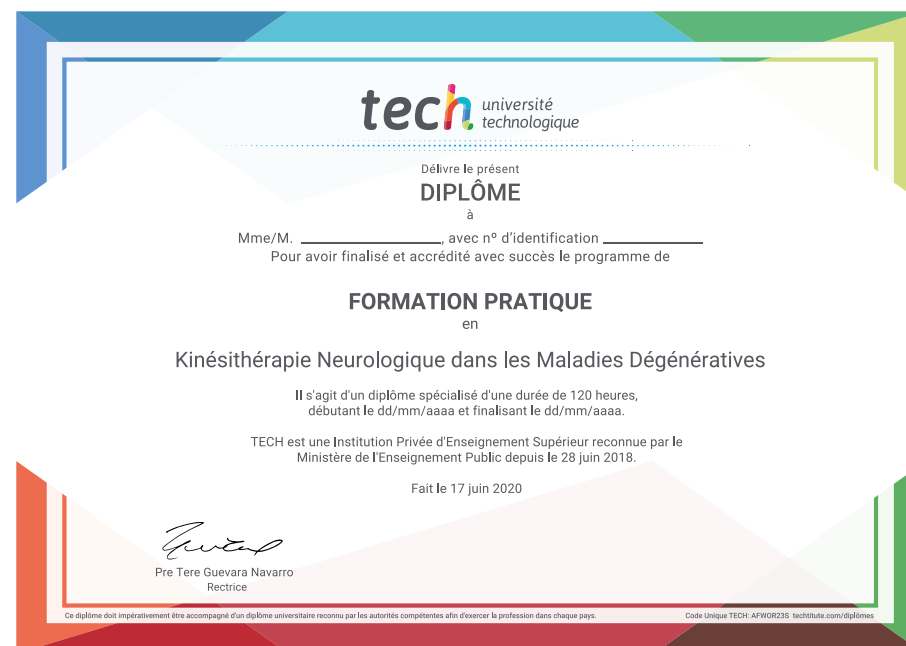 tech université
technologique
Délivre le présent
DIPLÔME
à
Mme/M. ____________________, avec nº d'identification ______________
Pour avoir finalisé et accrédité avec succès le programme de
FORMATION PRATIQUE
en
Kinésithérapie Neurologique dans les Maladies Dégénératives
Il s'agit d'un diplôme spécialisé d'une durée de 120 heures,
débutant le dd/mm/aaaa et finalisant le dd/mm/aaaa.
TECH est une Institution Privée d'Enseignement Supérieur reconnue par le
Ministère de l'Enseignement Public depuis le 28 juin 2018.
Fait le 17 juin 2020
Pre Tere Guevara Navarro
Rectrice
Ce diplôme doit impérativement être accompagné d'un diplôme universitaire reconnu par les autorités compétentes afin d'exercer la profession dans chaque pays.
Code Unique TECH: AFWOR23S techtitute.com/diplômes